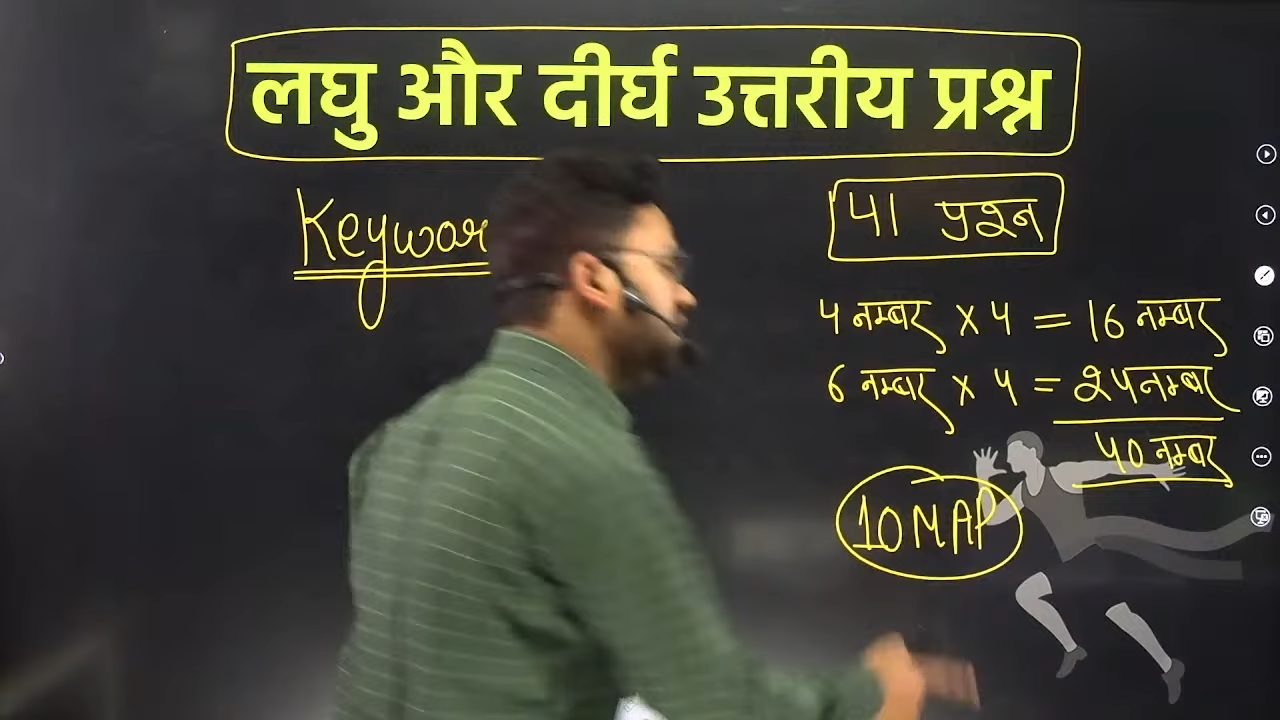 लघु और दीर्घ उत्तरीय प्रश्न
Keywor
41 प्रश्न
4 नम्बर x 4 = 16 नम्बर
6 नम्बर x 4 = 24 नम्बर
40 नम्बर
10 MAP